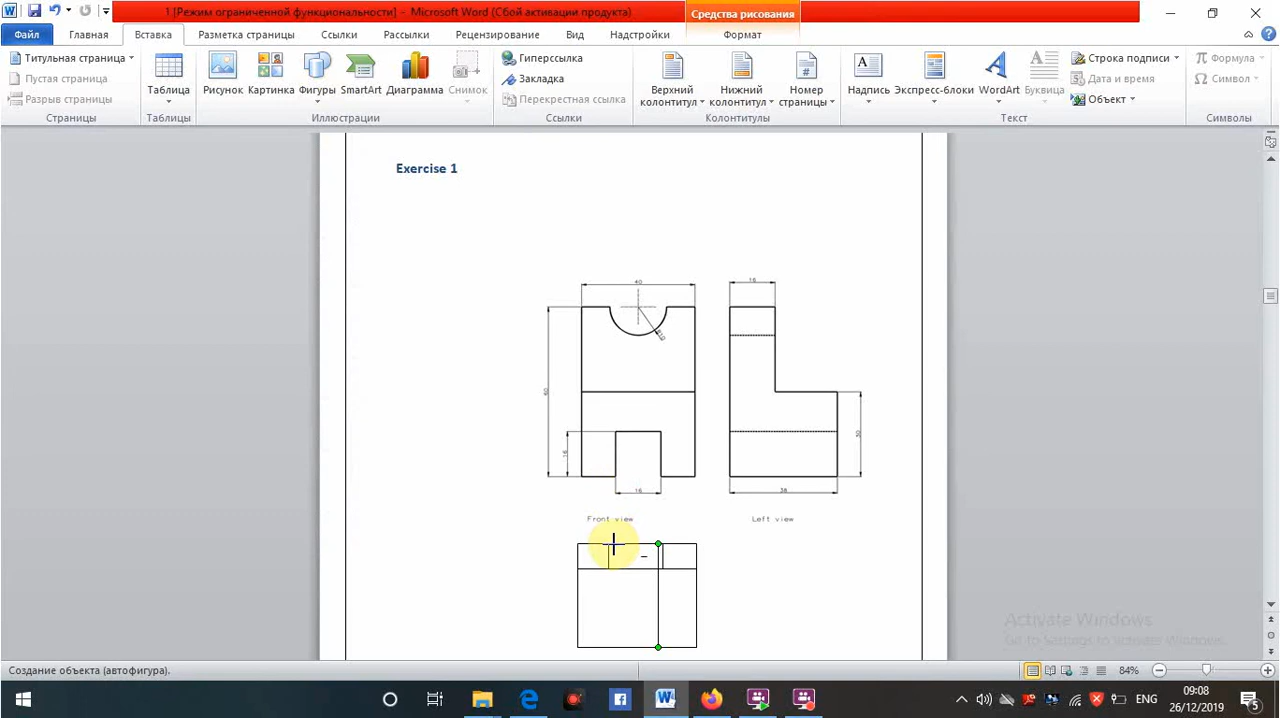 1 [Режим ограниченной функциональности] - Microsoft Word (Сбой активации продукта)
Средства рисования
Файл
Главная
Вставка
Разметка страницы
Ссылки
Рассылки
Рецензирование
Вид
Надстройки
Формат
Титульная страница
Пустая страница
Разрыв страницы
Страницы
Таблица
Таблицы
Рисунок
Картинка
Фигуры
SmartArt
Диаграмма
Снимок
Иллюстрации
Гиперссылка
Закладка
Перекрестная ссылка
Ссылки
Верхний колонтитул
Нижний колонтитул
Номер страницы
Колонтитулы
Надпись
Экспресс-блоки
WordArt
Буквица
Строка подписи
Дата и время
Объект
Текст
Формула
Символ
Символы
Exercise 1
40
16
R10
60
16
30
16
38
Front view
Left view
Activate Windows
Go to Settings to activate Windows.
Создание объекта (автофигура).
84%
ENG
09:08
26/12/2019
5